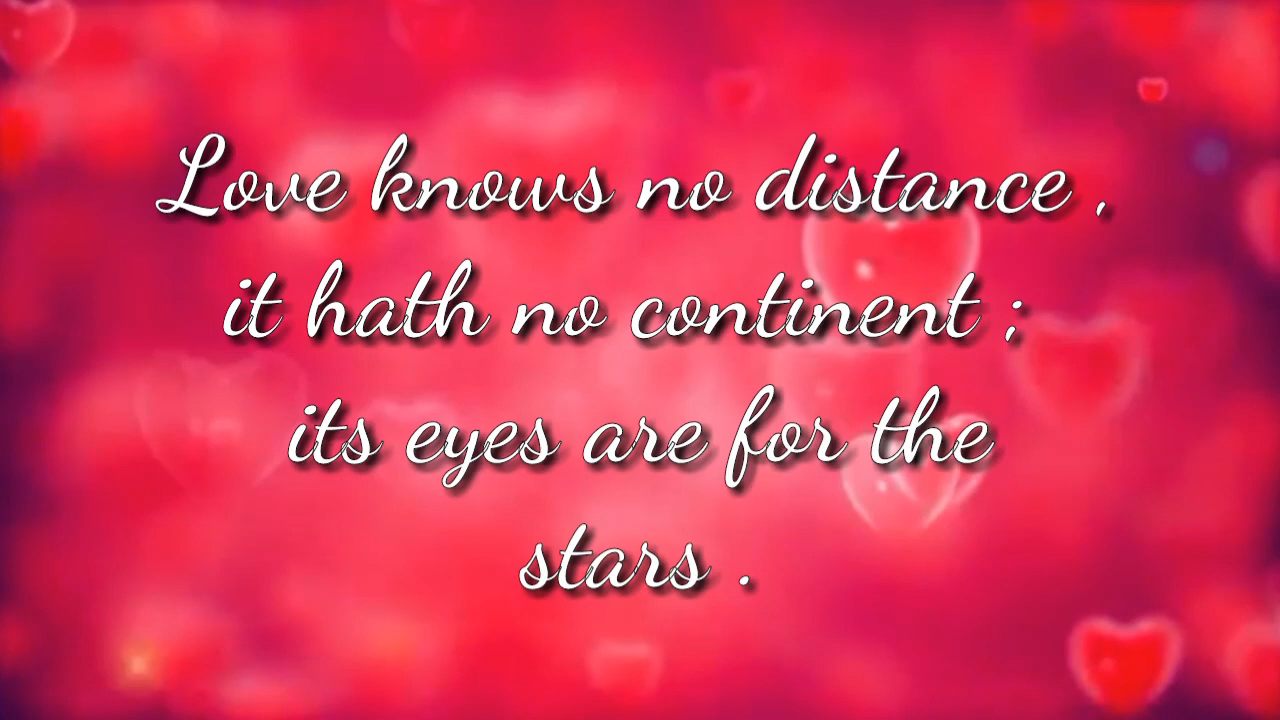 Love knows no distance ,
it hath no continent ;
its eyes are for the
stars .